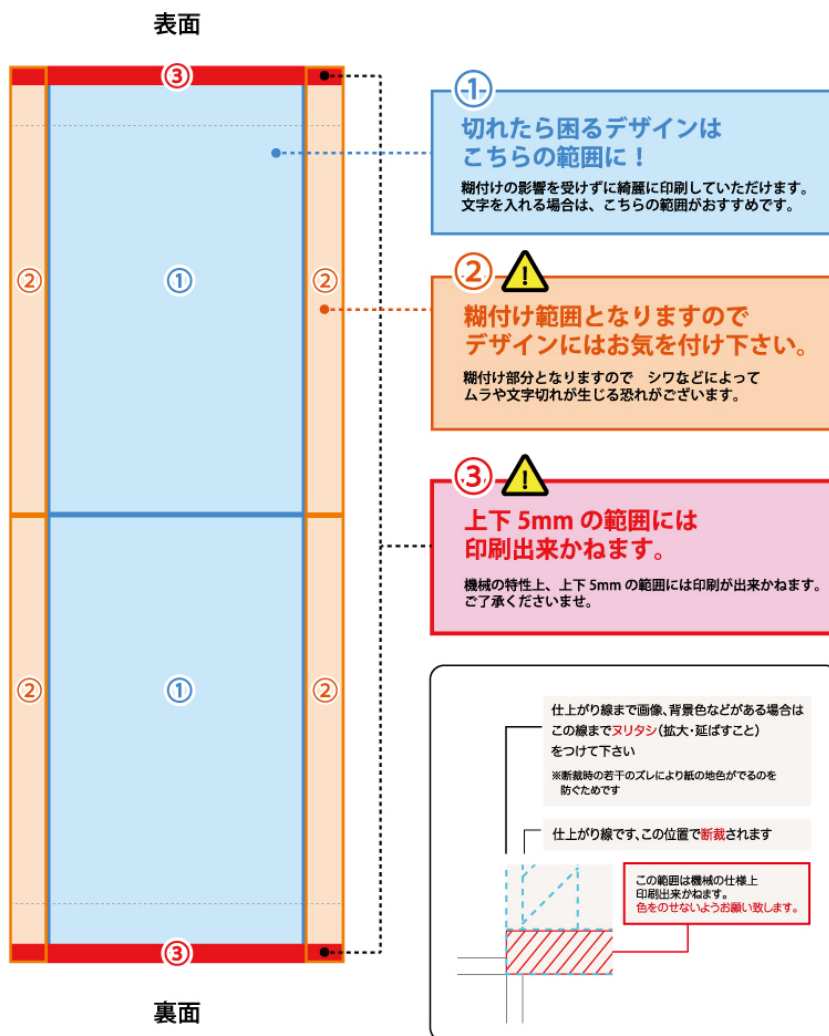 表面
③
①
②
②
②
①
②
③
裏面
①
切れたら困るデザインは
こちらの範囲に！
糊付けの影響を受けずに綺麗に印刷していただけます。
文字を入れる場合は、こちらの範囲がおすすめです。
②
!
糊付け範囲となりますので
デザインにはお気を付け下さい。
糊付け部分となりますので　シワなどによって
ムラや文字切れが生じる恐れがございます。
③
!
上下 5mm の範囲には
印刷出来かねます。
機械の特性上、上下 5mm の範囲には印刷が出来かねます。
ご了承くださいませ。
仕上がり線まで画像、背景色などがある場合は
この線までヌリタシ（拡大・延ばすこと）
をつけて下さい
※断裁時の若干のズレにより紙の地色がでるのを
防ぐためです
仕上がり線です、この位置で断裁されます
この範囲は機械の仕様上
印刷出来かねます。
色をのせないようお願い致します。